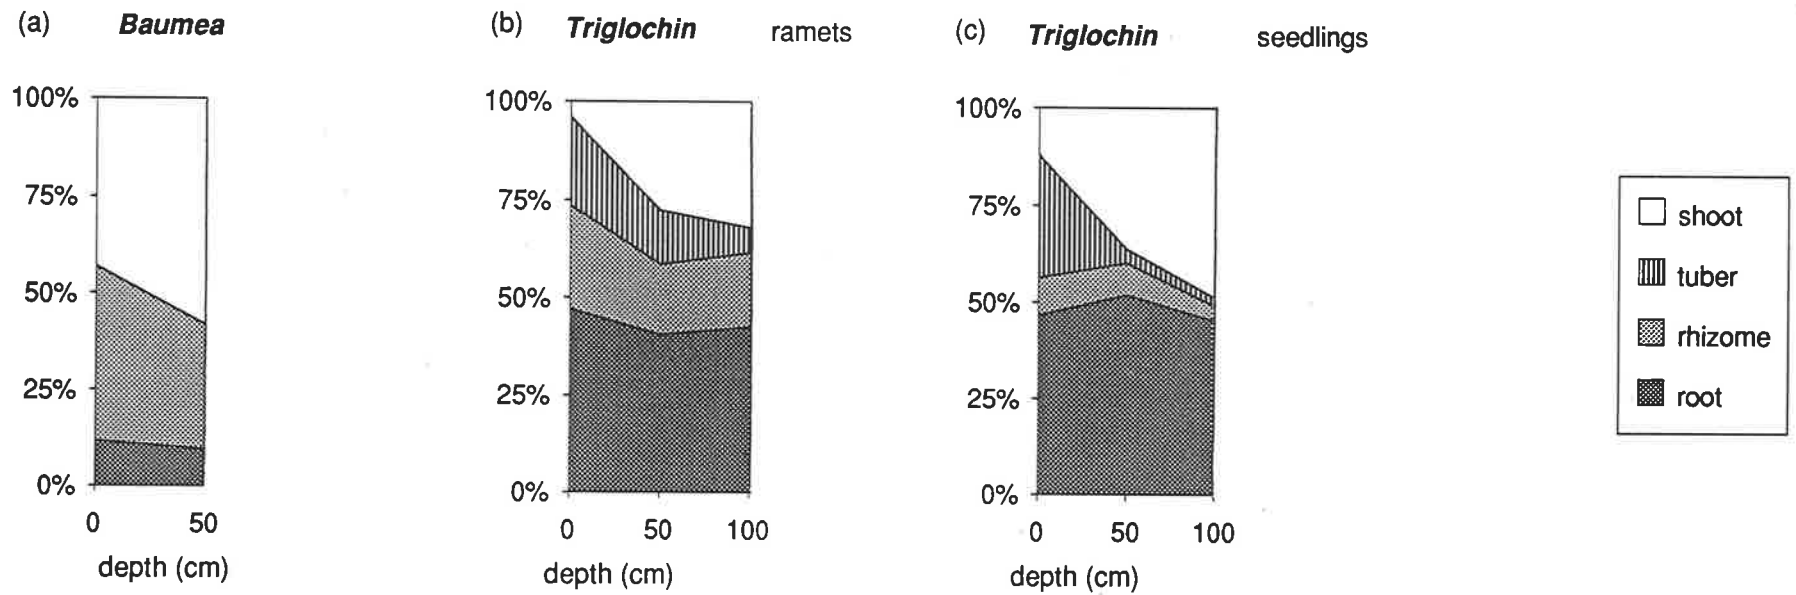 (a) Baumea
100%
75%
50%
25%
0%
0 50
depth (cm)
(b) Triglochin ramets
100%
75%
50%
25%
0%
0 50 100
depth (cm)
(c) Triglochin seedlings
100%
75%
50%
25%
0%
0 50 100
depth (cm)
shoot
tuber
rhizome
root